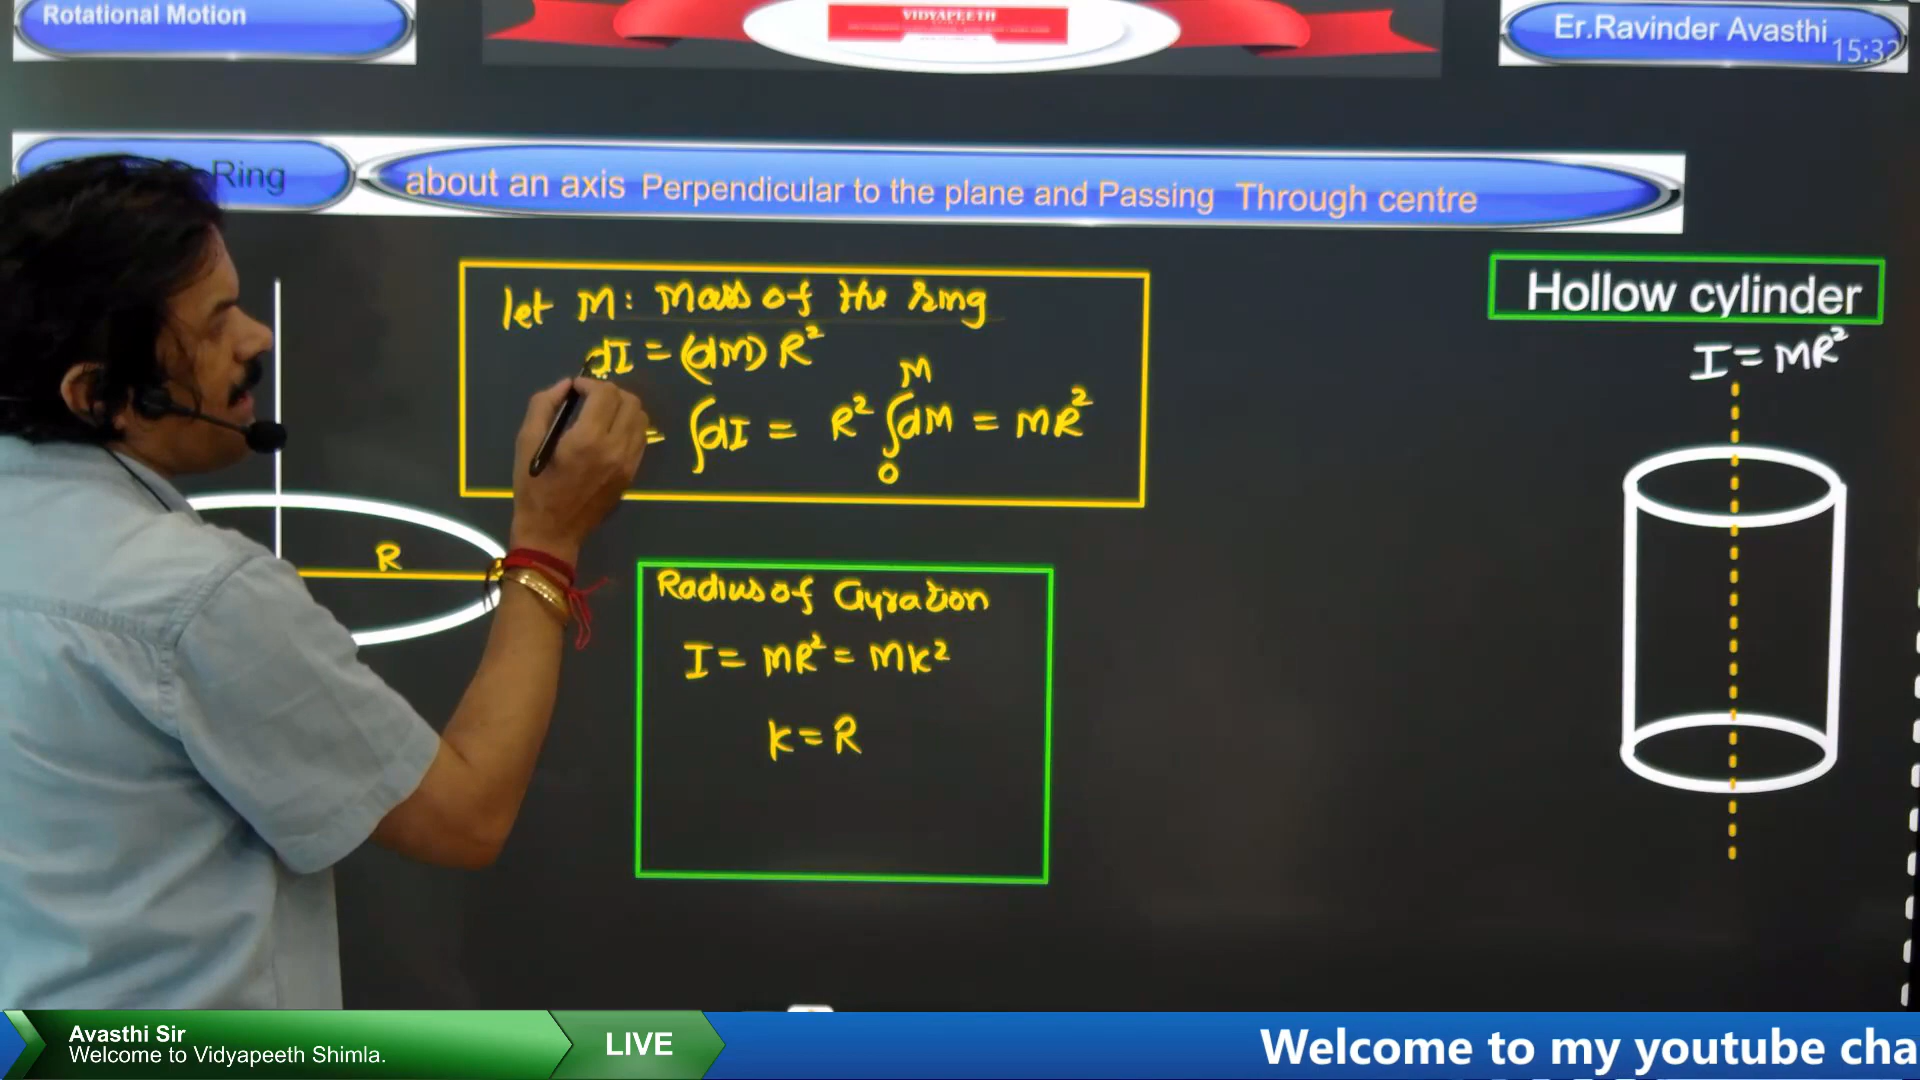 Rotational Motion
VIDYAPEETH
Er.Ravinder Avasthi
15:32
Ring
about an axis Perpendicular to the plane and Passing Through centre
let M: Mass of the ring
dI = (dM) R²
= ∫dI = R² ∫₀ᴹ dM = MR²
R
Radius of Gyration
I = MR² = MK²
K = R
Hollow cylinder
I = MR²
Avasthi Sir
Welcome to Vidyapeeth Shimla.
LIVE
Welcome to my youtube cha